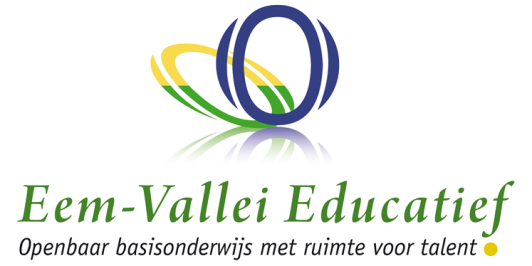 Eem-Vallei Educatief
Openbaar basisonderwijs met ruimte voor talent